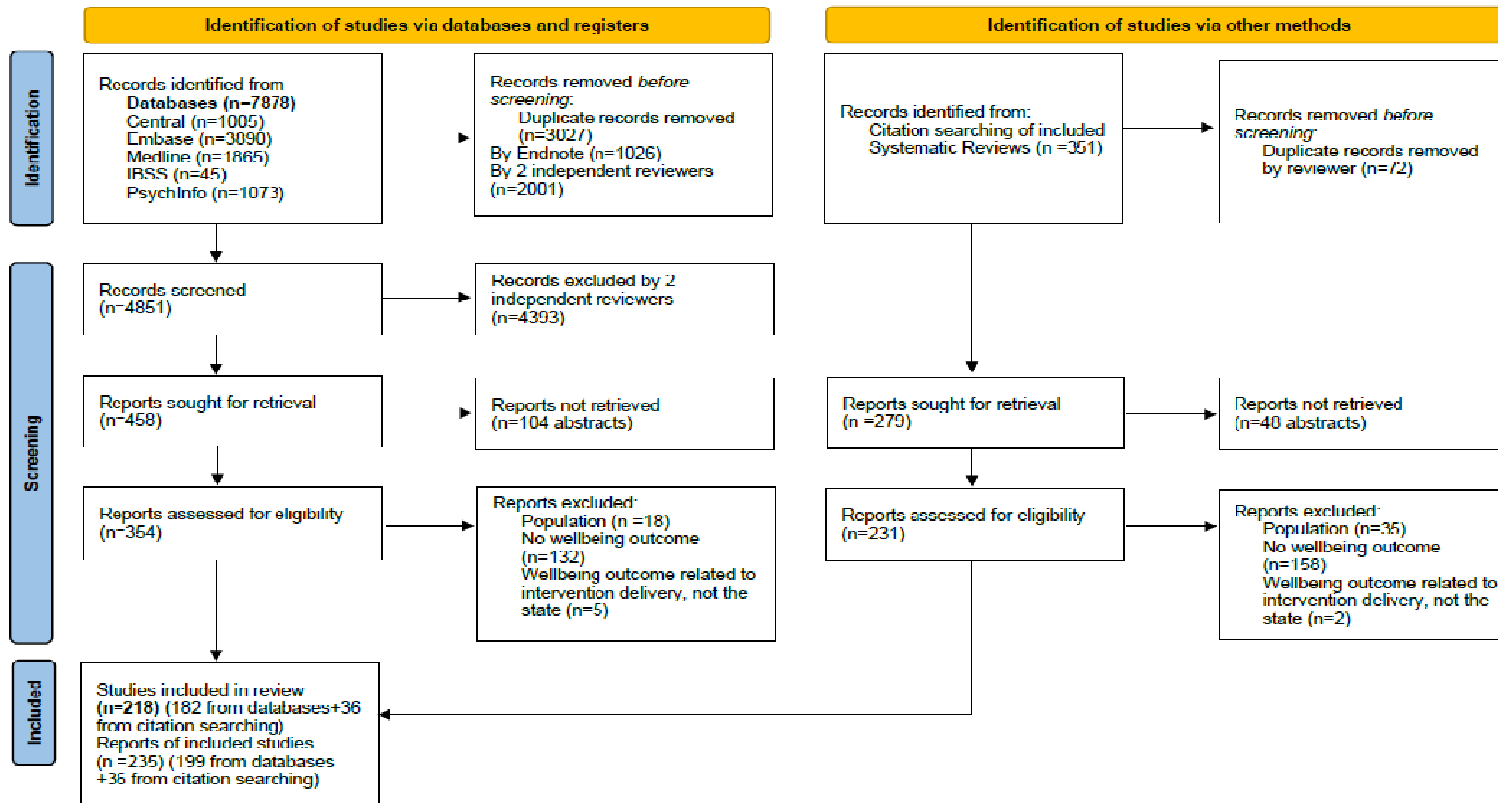 Identification of studies via databases and registers
Identification of studies via other methods
Identification
Records identified from
Databases (n=7878)
Central (n=1005)
Embase (n=3890)
Medline (n=1865)
IBSS (n=45)
PsychInfo (n=1073)
Records removed before
screening:
Duplicate records removed
(n=3027)
By Endnote (n=1026)
By 2 independent reviewers
(n=2001)
Records identified from:
Citation searching of included
Systematic Reviews (n =351)
Records removed before
screening:
Duplicate records removed
by reviewer (n=72)
Screening
Records screened
(n=4851)
Records excluded by 2
independent reviewers
(n=4393)
Reports sought for retrieval
(n=458)
Reports not retrieved
(n=104 abstracts)
Reports sought for retrieval
(n =279)
Reports not retrieved
(n=48 abstracts)
Reports assessed for eligibility
(n=354)
Reports excluded:
Population (n =18)
No wellbeing outcome
(n=132)
Wellbeing outcome related to
intervention delivery, not the
state (n=5)
Reports assessed for eligibility
(n=231)
Reports excluded:
Population (n=35)
No wellbeing outcome
(n=158)
Wellbeing outcome related to
intervention delivery, not the
state (n=2)
Included
Studies included in review
(n=218) (182 from databases+36
from citation searching)
Reports of included studies
(n =235) (199 from databases
+36 from citation searching)